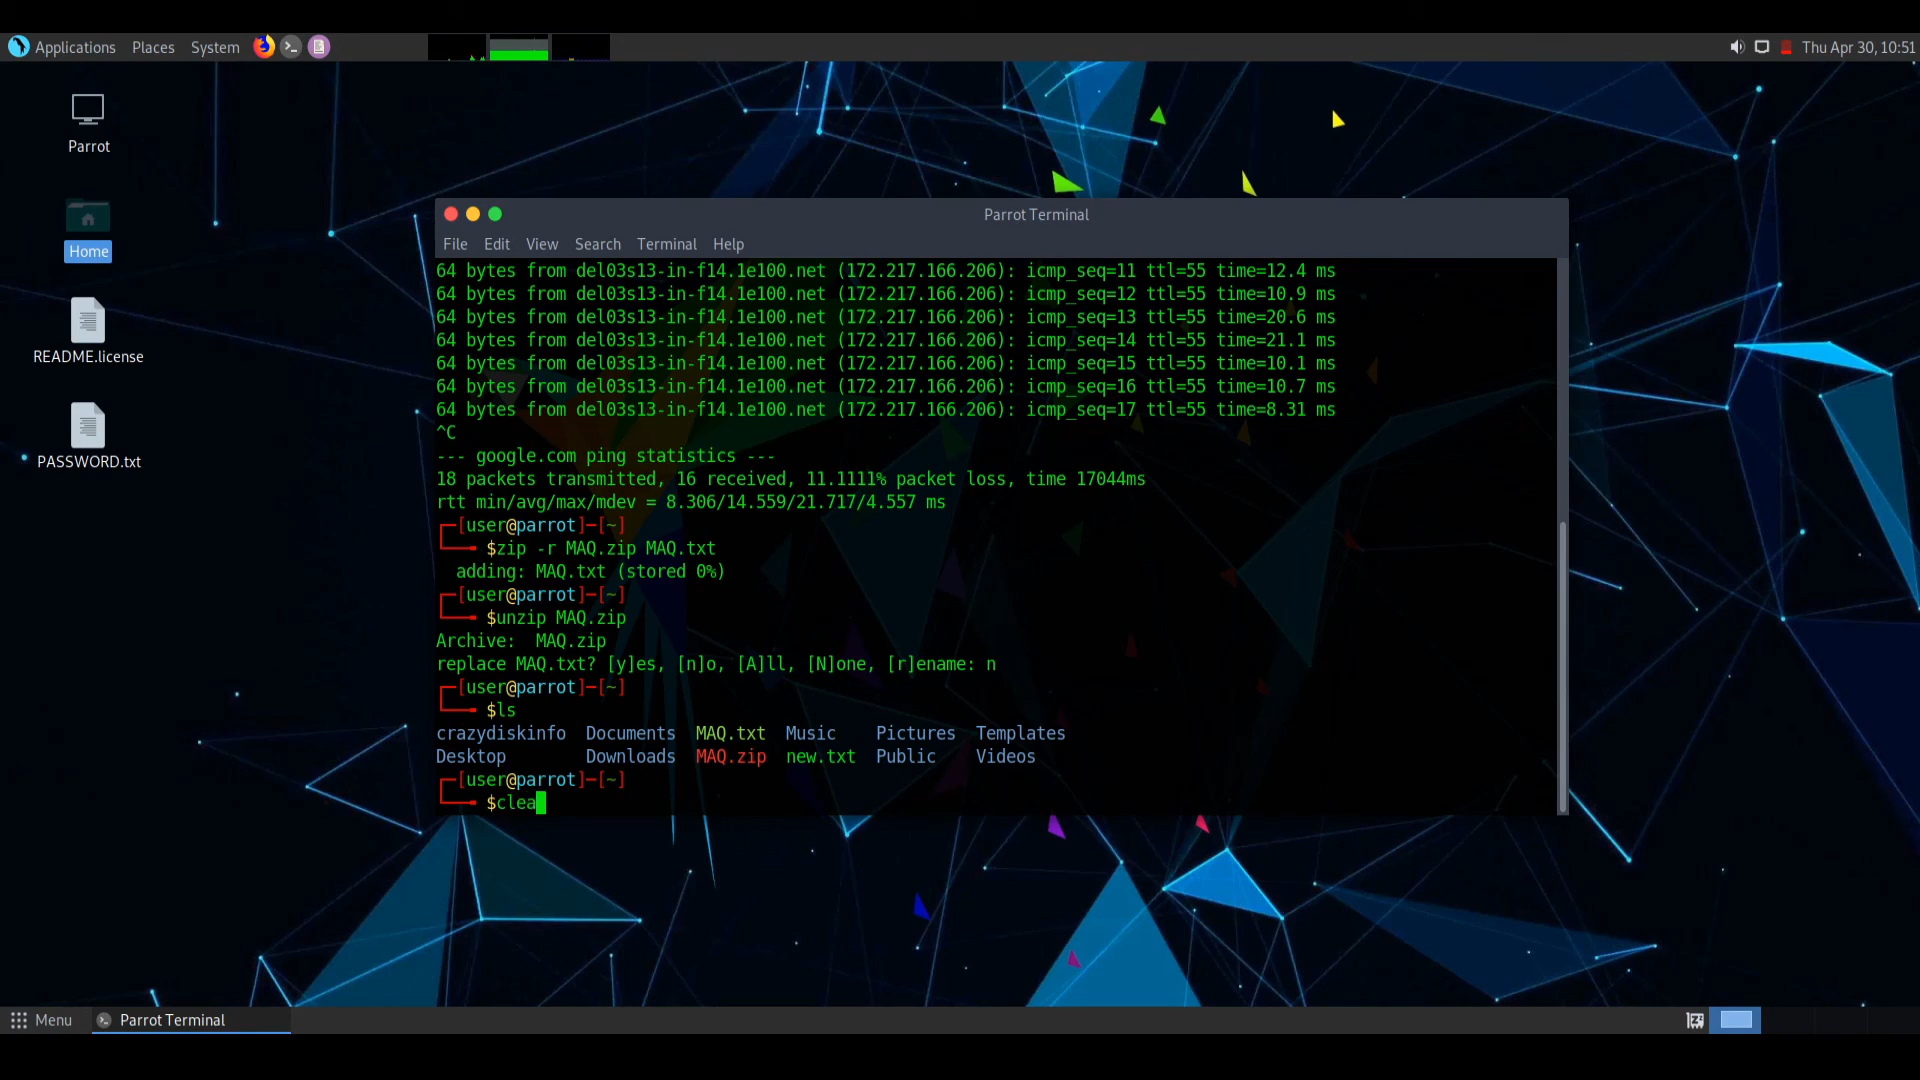 Applications Places System
Thu Apr 30, 10:51
Parrot
Home
README.license
PASSWORD.txt
Parrot Terminal
File Edit View Search Terminal Help
64 bytes from del03s13-in-f14.1e100.net (172.217.166.206): icmp_seq=11 ttl=55 time=12.4 ms
64 bytes from del03s13-in-f14.1e100.net (172.217.166.206): icmp_seq=12 ttl=55 time=10.9 ms
64 bytes from del03s13-in-f14.1e100.net (172.217.166.206): icmp_seq=13 ttl=55 time=20.6 ms
64 bytes from del03s13-in-f14.1e100.net (172.217.166.206): icmp_seq=14 ttl=55 time=21.1 ms
64 bytes from del03s13-in-f14.1e100.net (172.217.166.206): icmp_seq=15 ttl=55 time=10.1 ms
64 bytes from del03s13-in-f14.1e100.net (172.217.166.206): icmp_seq=16 ttl=55 time=10.7 ms
64 bytes from del03s13-in-f14.1e100.net (172.217.166.206): icmp_seq=17 ttl=55 time=8.31 ms
^C
--- google.com ping statistics ---
18 packets transmitted, 16 received, 11.1111% packet loss, time 17044ms
rtt min/avg/max/mdev = 8.306/14.559/21.717/4.557 ms
┌─[user@parrot]─[~]
└──╼ $zip -r MAQ.zip MAQ.txt
  adding: MAQ.txt (stored 0%)
┌─[user@parrot]─[~]
└──╼ $unzip MAQ.zip
Archive:  MAQ.zip
replace MAQ.txt? [y]es, [n]o, [A]ll, [N]one, [r]ename: n
┌─[user@parrot]─[~]
└──╼ $ls
crazydiskinfo  Documents  MAQ.txt  Music    Pictures  Templates
Desktop        Downloads  MAQ.zip  new.txt  Public    Videos
┌─[user@parrot]─[~]
└──╼ $clea
Menu Parrot Terminal